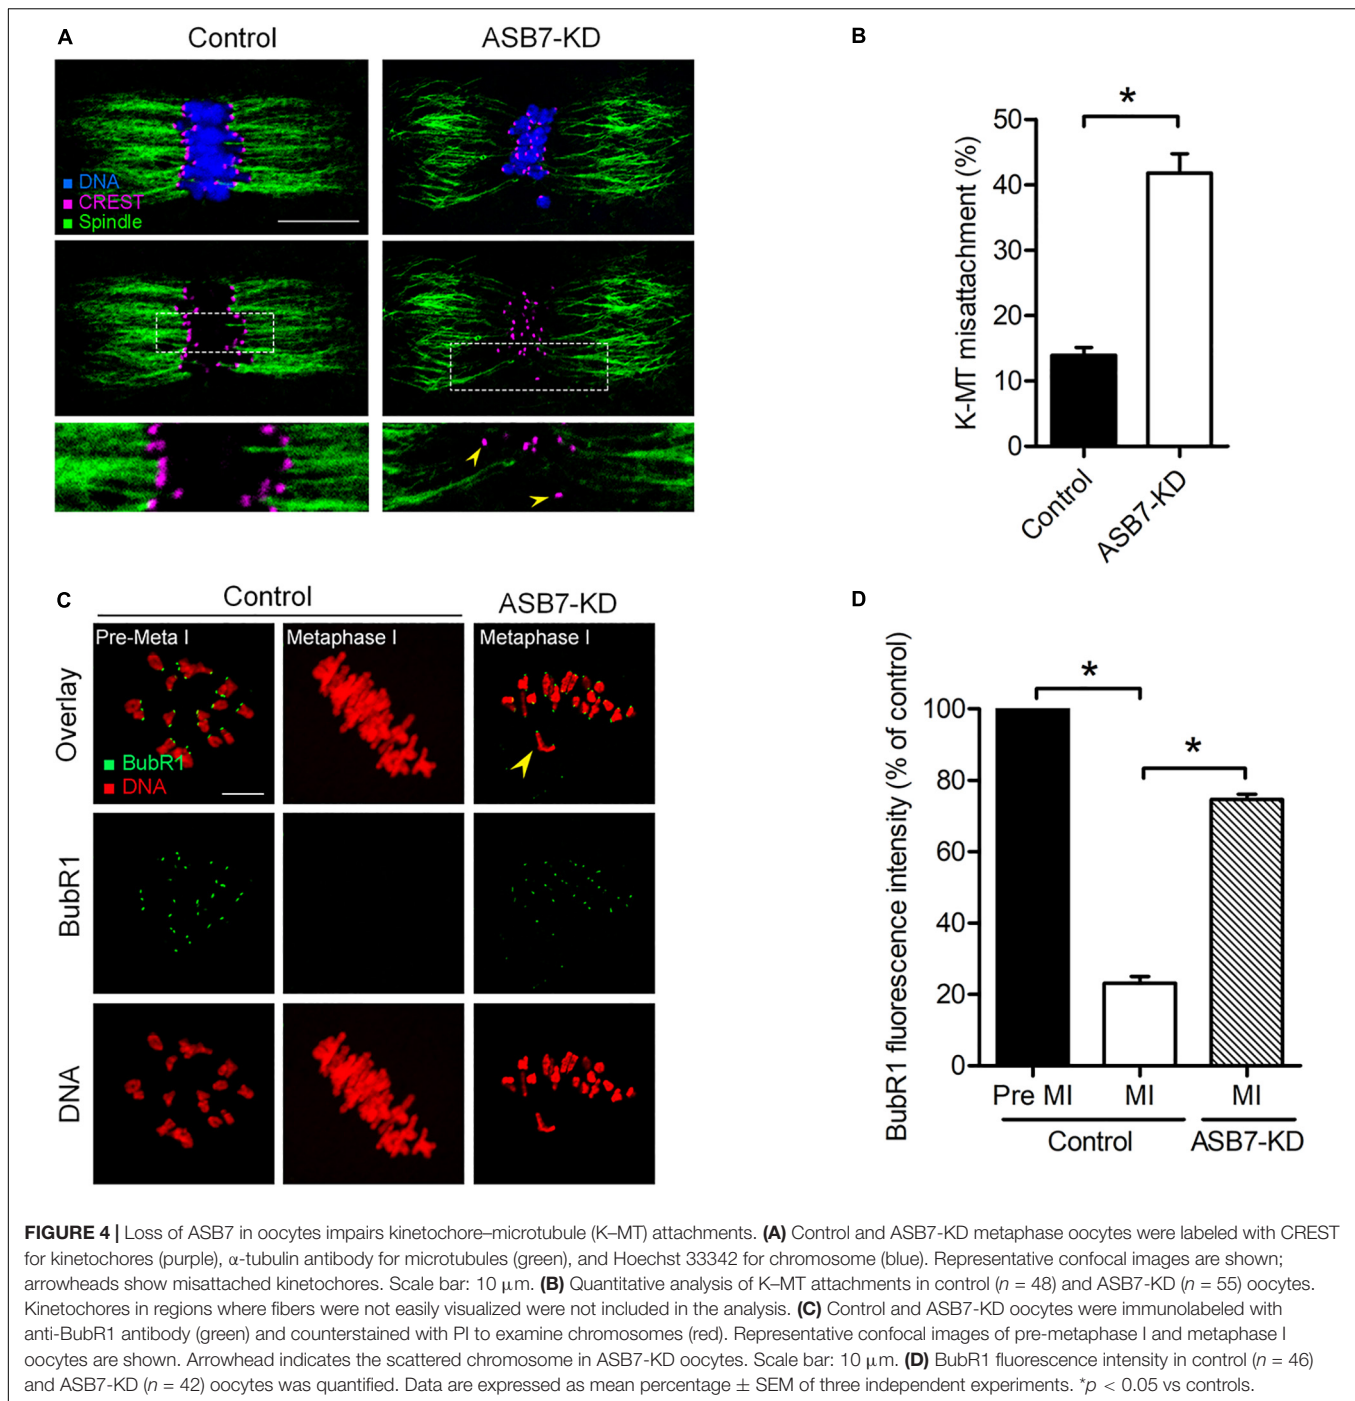 A
Control
ASB7-KD
DNA
CREST
Spindle
B
*
K-MT misattachment (%)
50
40
30
20
10
0
Control
ASB7-KD
C
Control
ASB7-KD
Pre-Meta I
Metaphase I
Metaphase I
Overlay
BubR1
DNA
BubR1
DNA
D
BubR1 fluorescence intensity (% of control)
*
*
100
80
60
40
20
0
Pre MI
MI
MI
Control
ASB7-KD
FIGURE 4 | Loss of ASB7 in oocytes impairs kinetochore–microtubule (K–MT) attachments. (A) Control and ASB7-KD metaphase oocytes were labeled with CREST
for kinetochores (purple), α-tubulin antibody for microtubules (green), and Hoechst 33342 for chromosome (blue). Representative confocal images are shown;
arrowheads show misattached kinetochores. Scale bar: 10 μm. (B) Quantitative analysis of K–MT attachments in control (n = 48) and ASB7-KD (n = 55) oocytes.
Kinetochores in regions where fibers were not easily visualized were not included in the analysis. (C) Control and ASB7-KD oocytes were immunolabeled with
anti-BubR1 antibody (green) and counterstained with PI to examine chromosomes (red). Representative confocal images of pre-metaphase I and metaphase I
oocytes are shown. Arrowhead indicates the scattered chromosome in ASB7-KD oocytes. Scale bar: 10 μm. (D) BubR1 fluorescence intensity in control (n = 46)
and ASB7-KD (n = 42) oocytes was quantified. Data are expressed as mean percentage ± SEM of three independent experiments. *p < 0.05 vs controls.